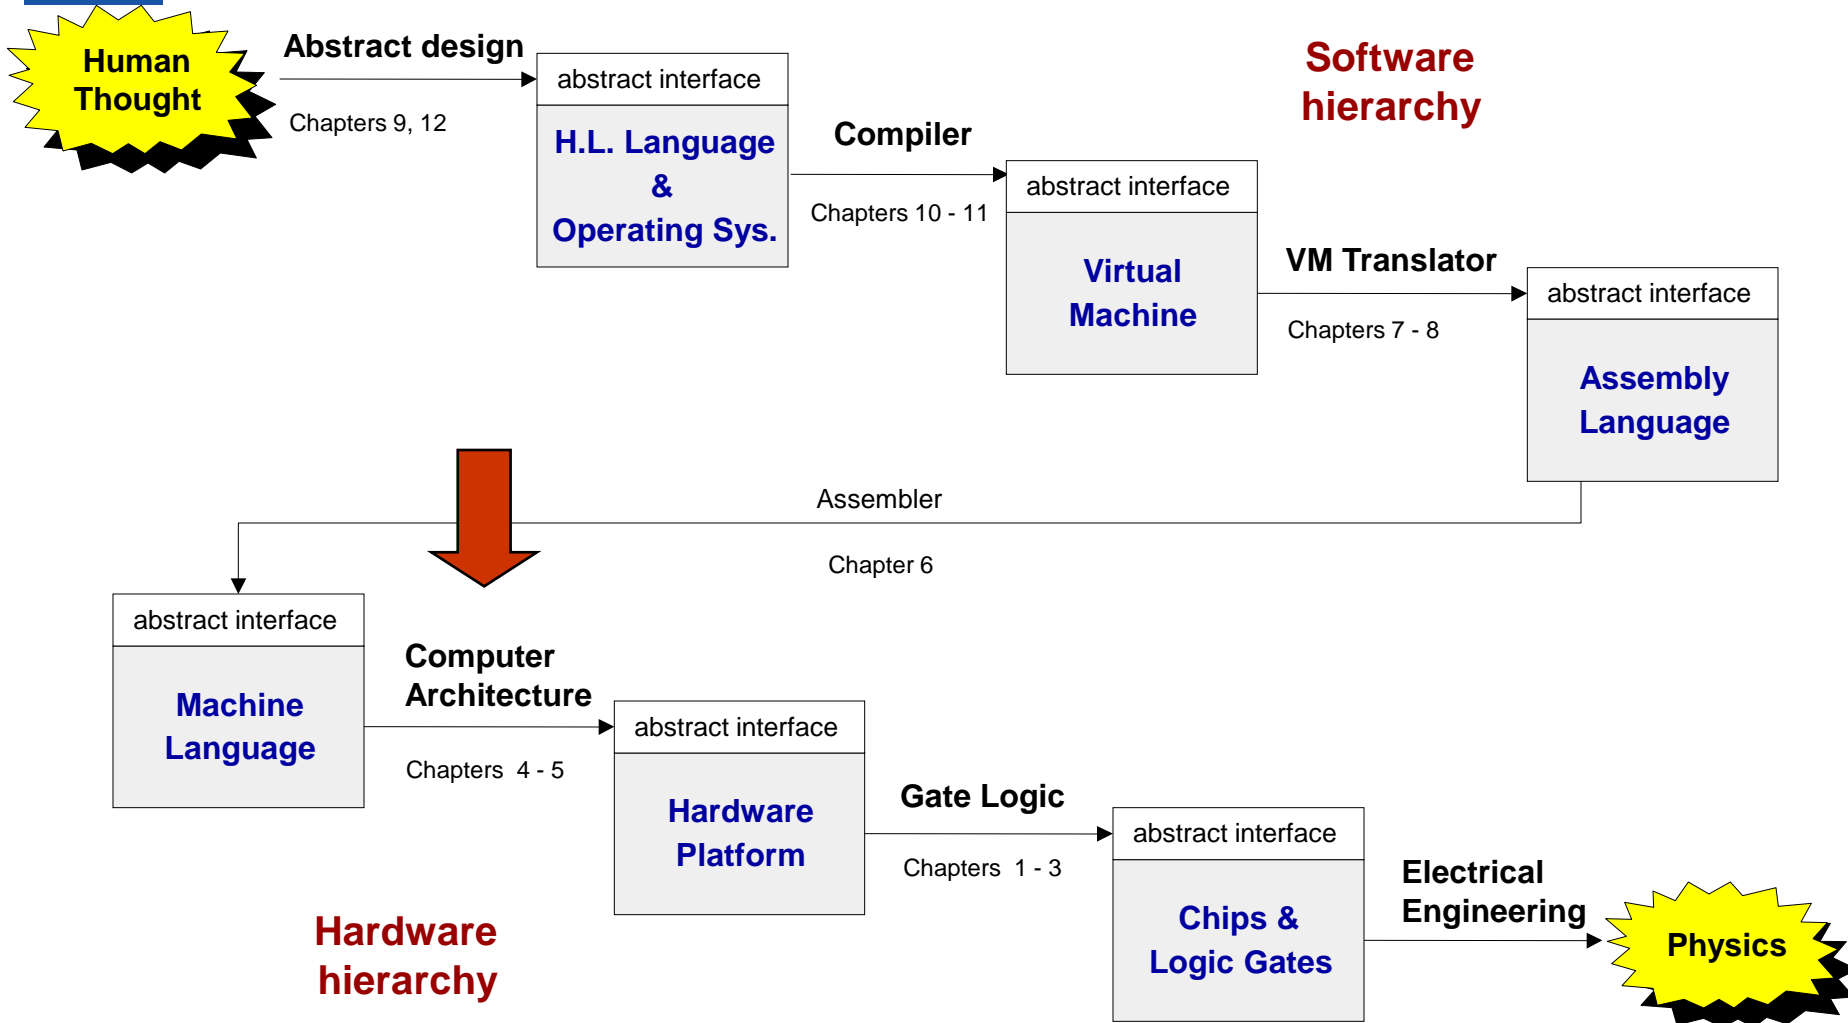 Human
Thought
Abstract design
Chapters 9, 12
abstract interface
H.L. Language
&
Operating Sys.
Compiler
Chapters 10 - 11
Software
hierarchy
abstract interface
Virtual
Machine
VM Translator
Chapters 7 - 8
abstract interface
Assembly
Language
Assembler
Chapter 6
abstract interface
Machine
Language
Computer
Architecture
Chapters 4 - 5
abstract interface
Hardware
Platform
Gate Logic
Chapters 1 - 3
abstract interface
Chips &
Logic Gates
Electrical
Engineering
Physics
Hardware
hierarchy